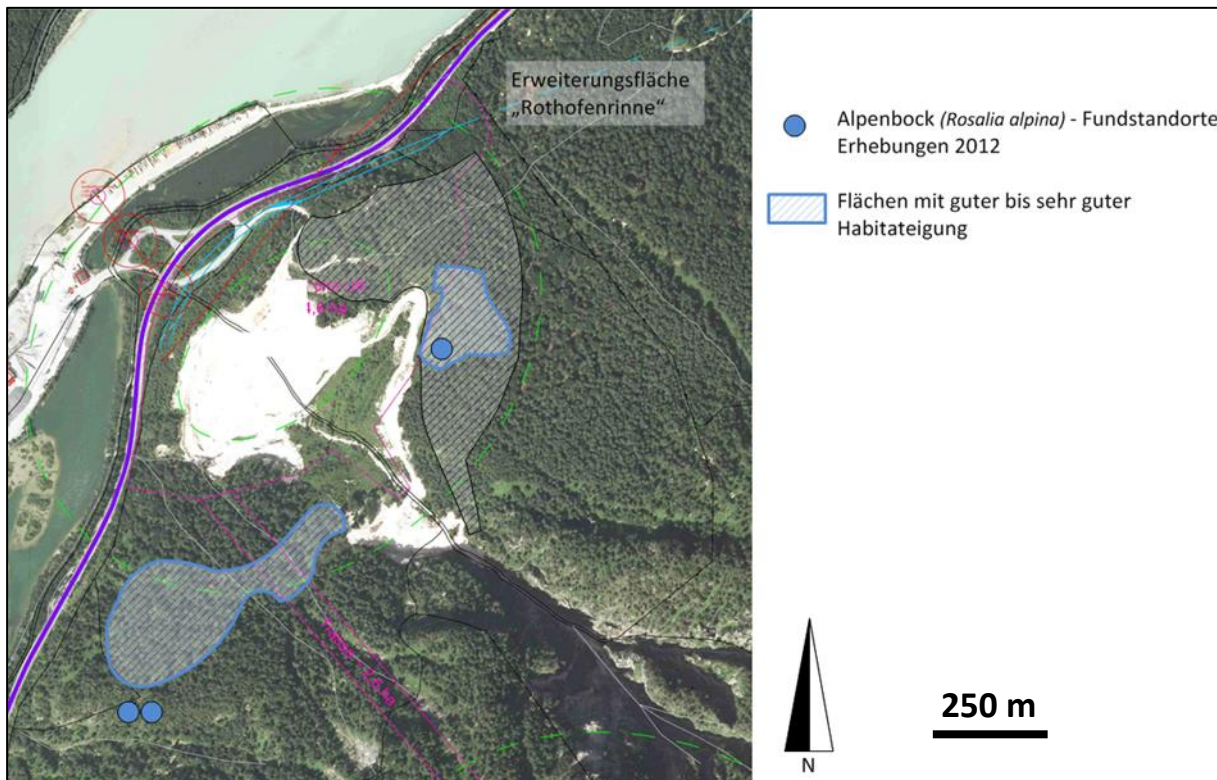 Erweiterungsfläche
„Rothofenrinne“
Alpenbock (Rosalia alpina) - Fundstandorte
Erhebungen 2012
Flächen mit guter bis sehr guter
Habitateignung
250 m
N